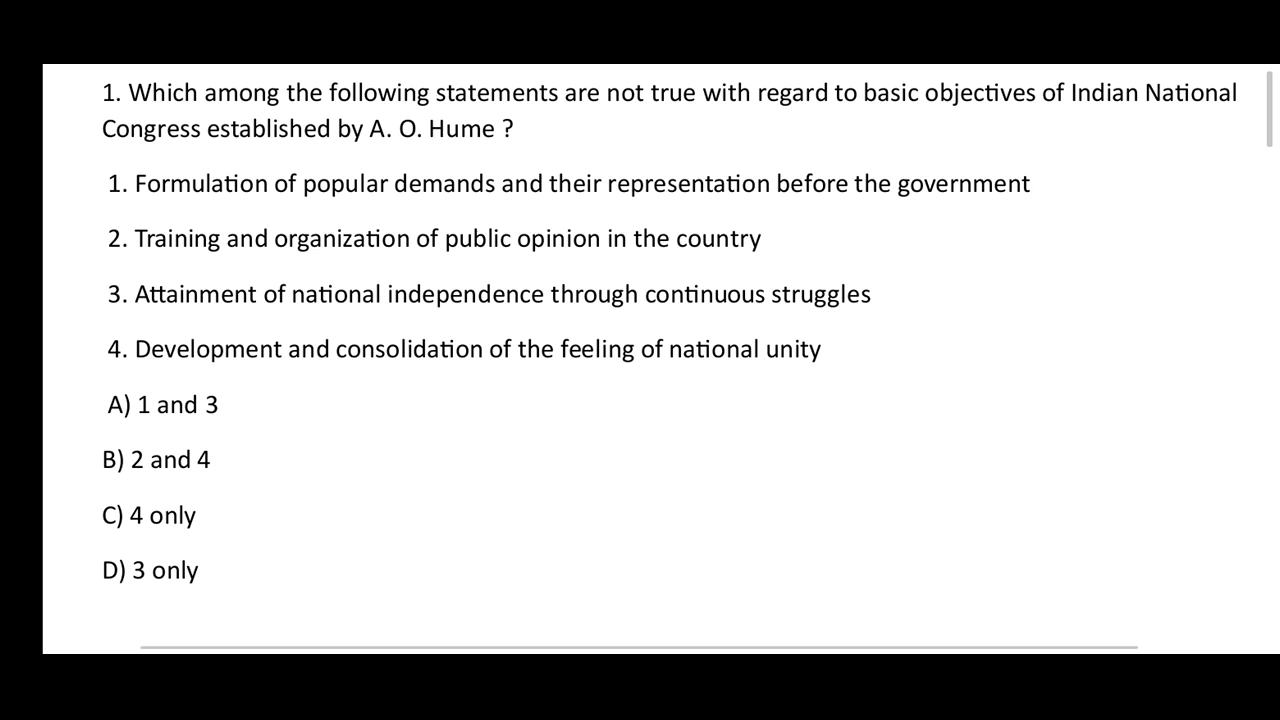 1. Which among the following statements are not true with regard to basic objectives of Indian National
Congress established by A. O. Hume ?
1. Formulation of popular demands and their representation before the government
2. Training and organization of public opinion in the country
3. Attainment of national independence through continuous struggles
4. Development and consolidation of the feeling of national unity
A) 1 and 3
B) 2 and 4
C) 4 only
D) 3 only